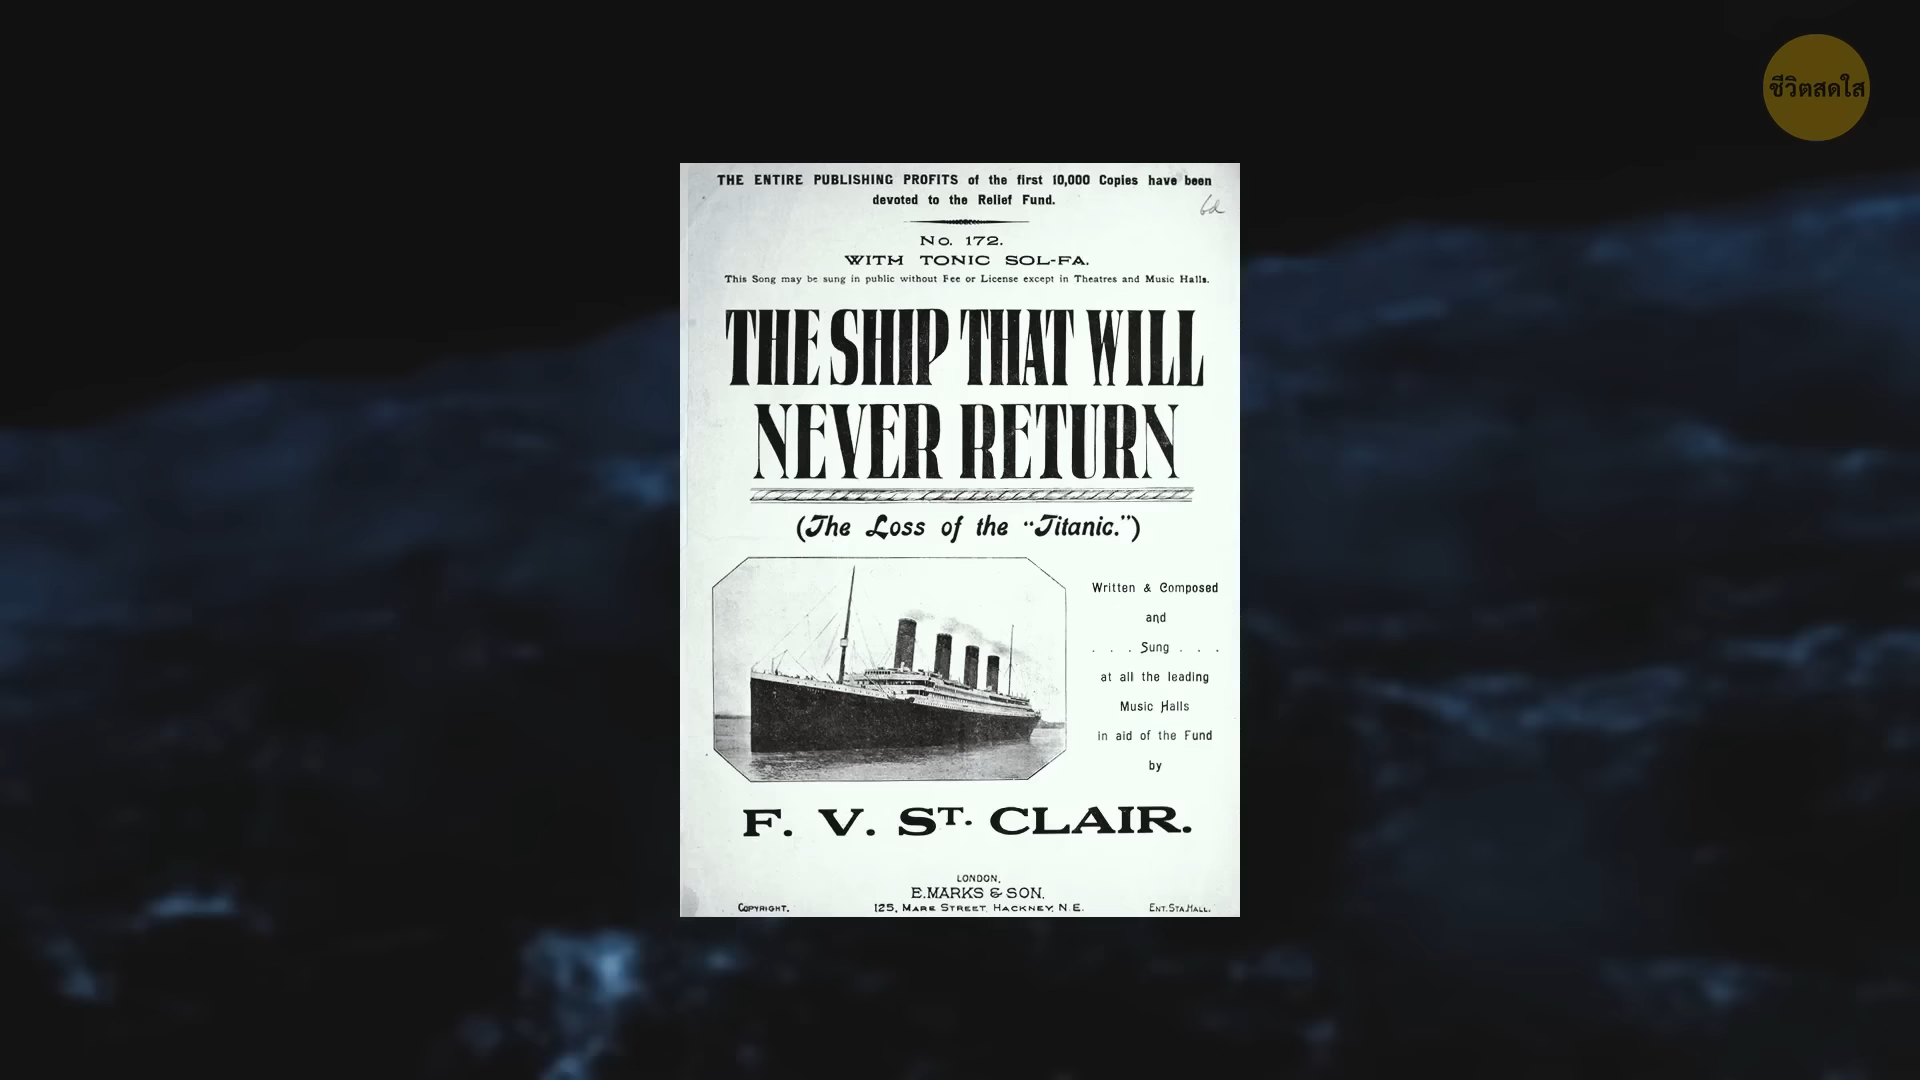 ชีวิตสดใส
THE ENTIRE PUBLISHING PROFITS of the first 10,000 Copies have been
devoted to the Relief Fund.
6d
No. 172.
WITH TONIC SOL-FA.
This Song may be sung in public without Fee or License except in Theatres and Music Halls.
THE SHIP THAT WILL
NEVER RETURN
(The Loss of the “Titanic.”)
Written & Composed
and
. . . Sung . . .
at all the leading
Music Halls
in aid of the Fund
by
F. V. ST. CLAIR.
LONDON,
E. MARKS & SON,
COPYRIGHT. 125, MARE STREET, HACKNEY, N.E. ENT. STA. HALL.